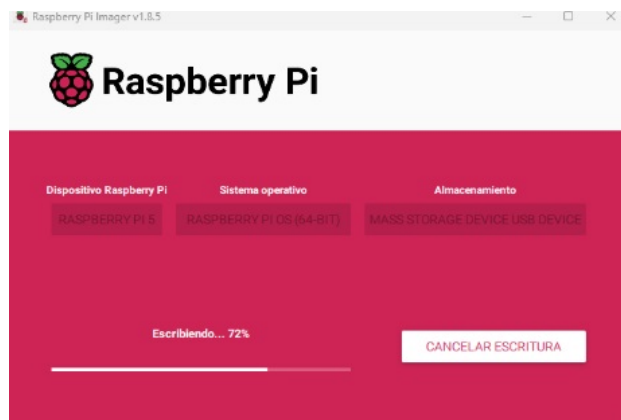 Raspberry Pi Imager v1.8.5
Raspberry Pi
Dispositivo Raspberry Pi Sistema operativo Almacenamiento
RASPBERRY PI 5 RASPBERRY PI OS (64-BIT) MASS STORAGE DEVICE USB DEVICE
Escribiendo... 72%
CANCELAR ESCRITURA